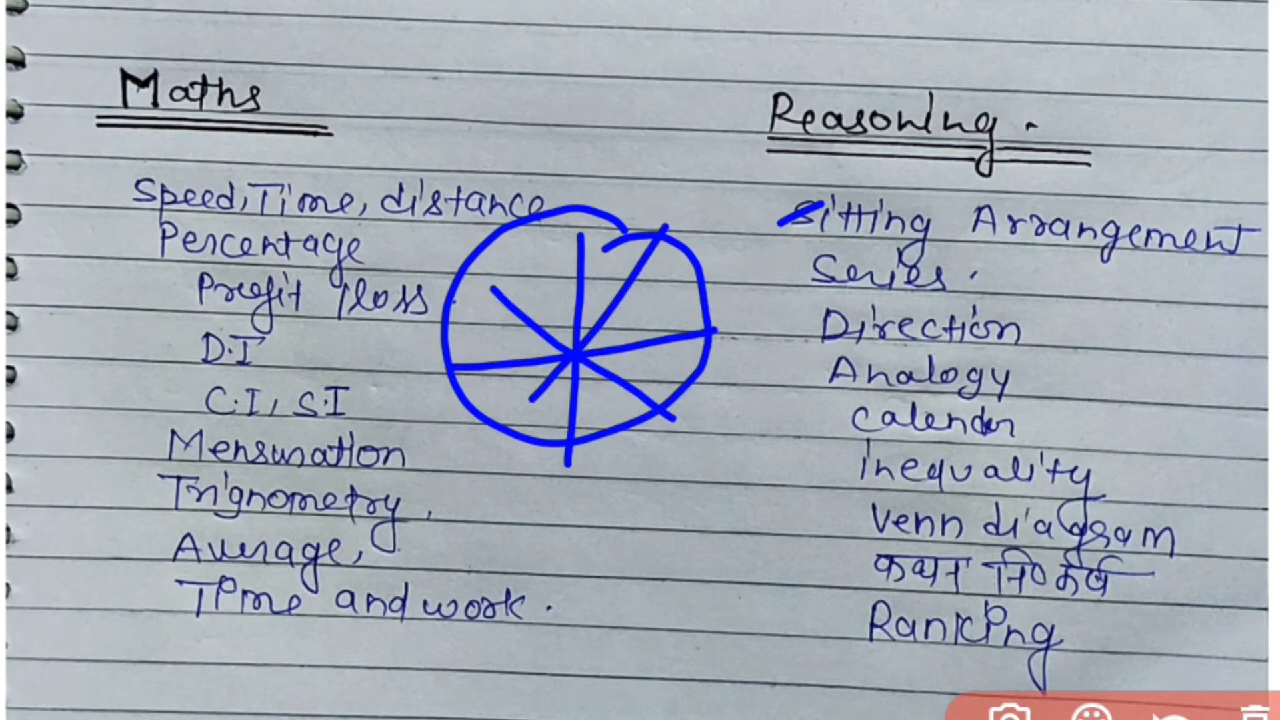 Maths
Speed, Time, distance
Percentage
Profit /loss
D.I
C.I, S.I
Mensuration
Trignometry,
Average,
Time and work.
Reasoning.
Sitting Arrangement
Series.
Direction
Analogy
Calender
inequality
Venn diagram
कथन निष्कर्ष
Ranking